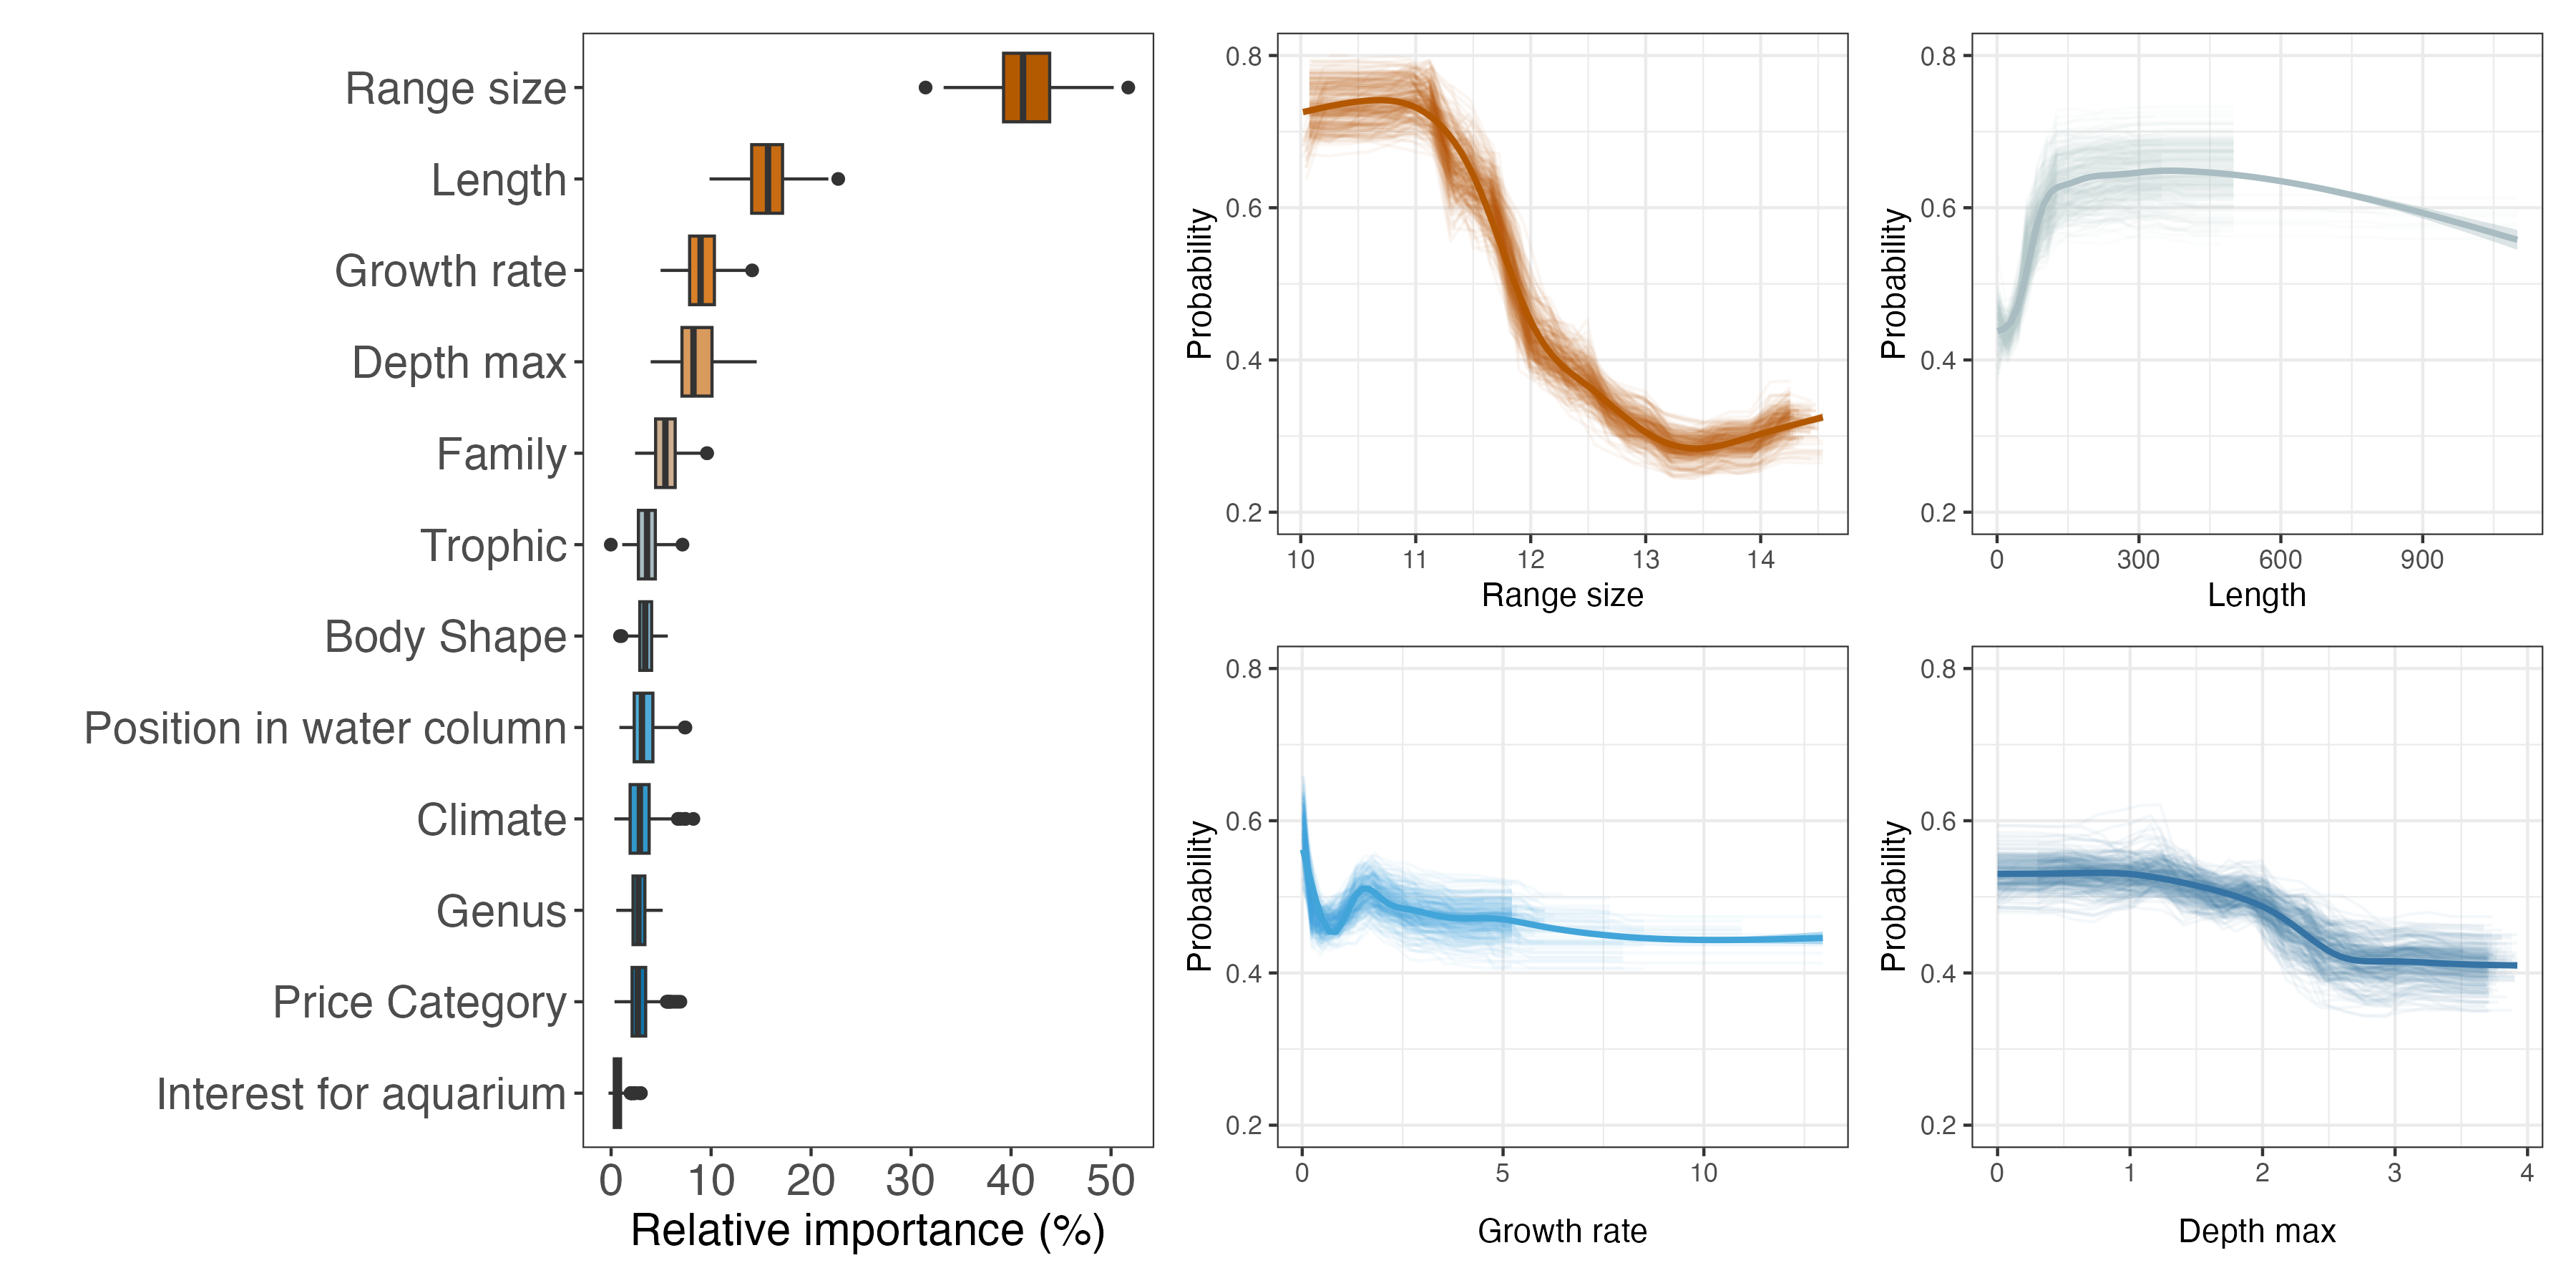 Range size
Length
Growth rate
Depth max
Family
Trophic
Body Shape
Position in water column
Climate
Genus
Price Category
Interest for aquarium
0 10 20 30 40 50
Relative importance (%)
0.8
0.6
0.4
0.2
Probability
10 11 12 13 14
Range size
0.8
0.6
0.4
0.2
Probability
0 300 600 900
Length
0.8
0.6
0.4
0.2
Probability
0 5 10
Growth rate
0.8
0.6
0.4
0.2
Probability
0 1 2 3 4
Depth max